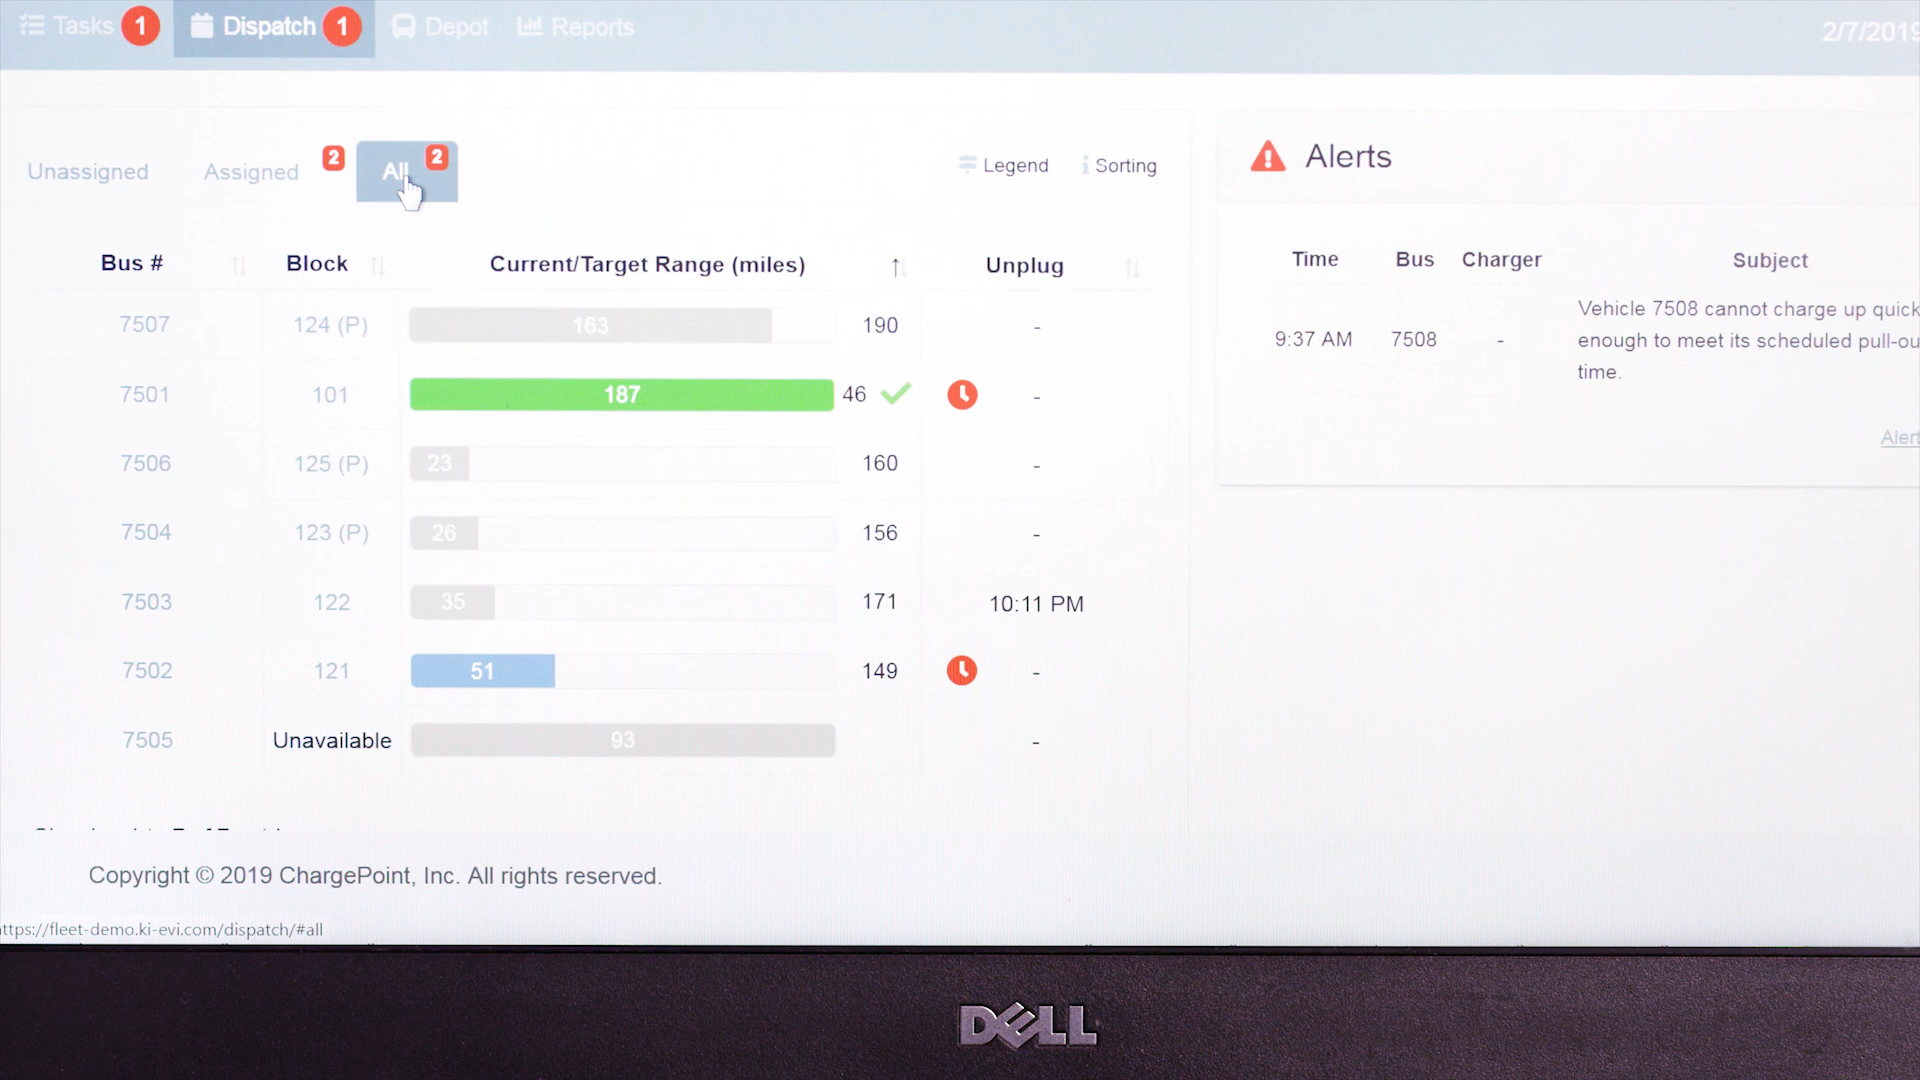 Tasks 1 Dispatch 1 Depot Reports 2/7/2019
Unassigned Assigned 2 All 2 Legend Sorting
Bus # Block Current/Target Range (miles) Unplug
7507 124 (P) 163 190 -
7501 101 187 46 -
7506 125 (P) 23 160 -
7504 123 (P) 26 156 -
7503 122 35 171 10:11 PM
7502 121 51 149 -
7505 Unavailable 93 -
Alerts
Time Bus Charger Subject
9:37 AM 7508 -
Vehicle 7508 cannot charge up quick
enough to meet its scheduled pull-ou
time.
Alert
Copyright © 2019 ChargePoint, Inc. All rights reserved.
ttps://fleet-demo.ki-evi.com/dispatch/#all
DELL